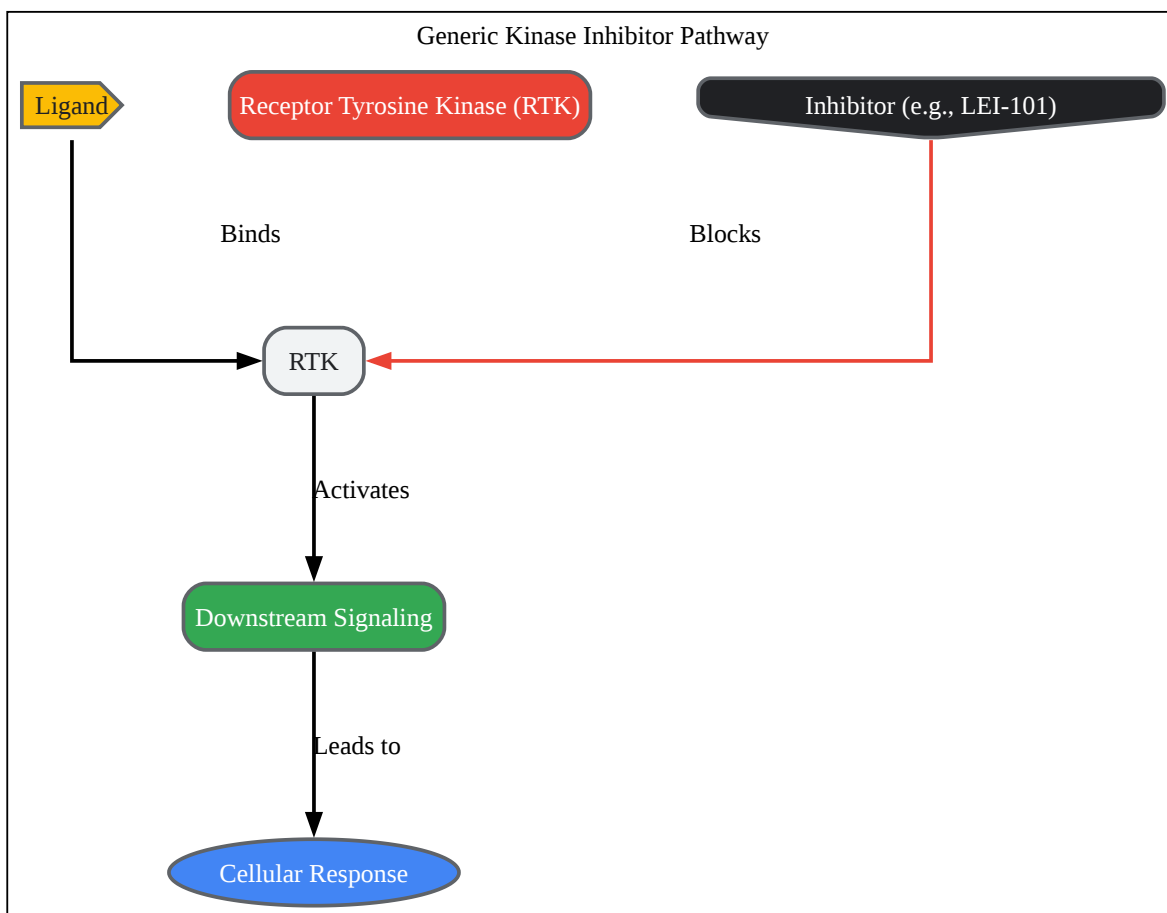 Generic Kinase Inhibitor Pathway
Ligand
Receptor Tyrosine Kinase (RTK)
Inhibitor (e.g., LEI-101)
Binds
Blocks
RTK
Activates
Downstream Signaling
Leads to
Cellular Response